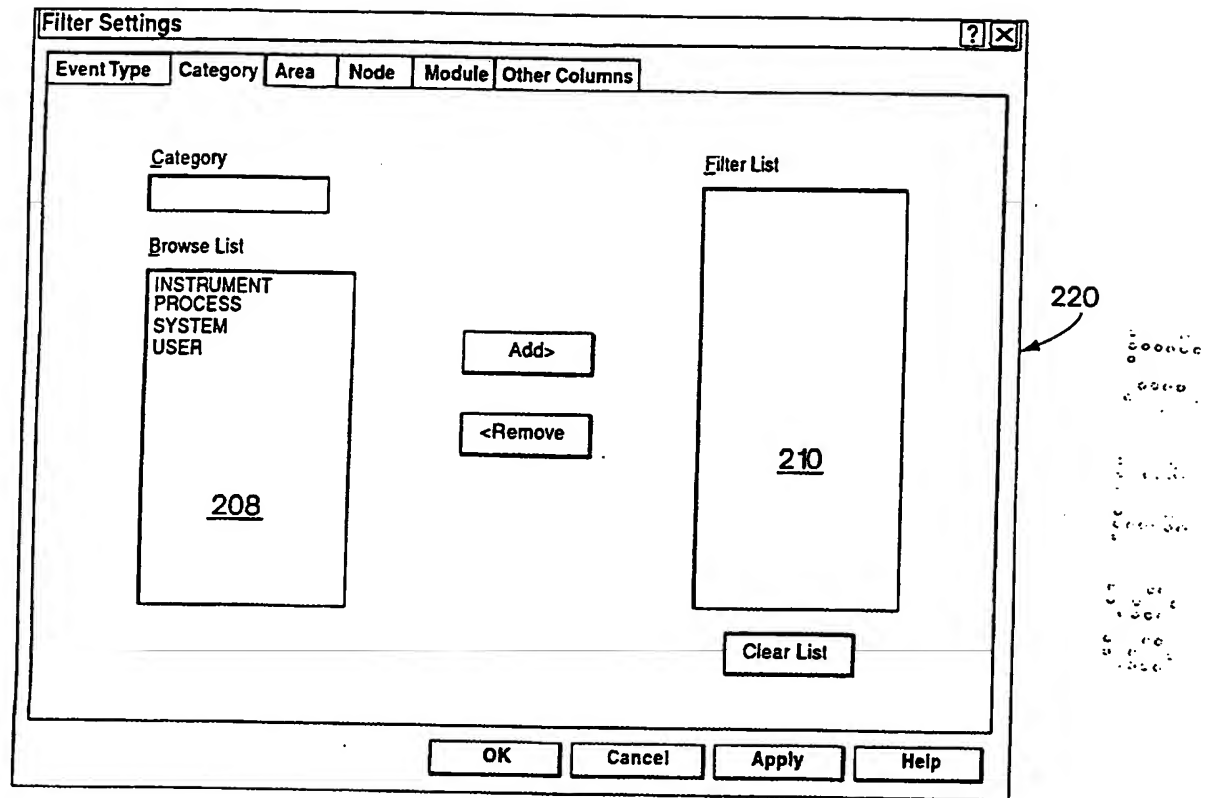 Filter Settings ? X
Event Type Category Area Node Module Other Columns
Category
Filter List
Browse List
INSTRUMENT
PROCESS
SYSTEM
USER
Add>
<Remove
208
210
220
Clear List
OK Cancel Apply Help